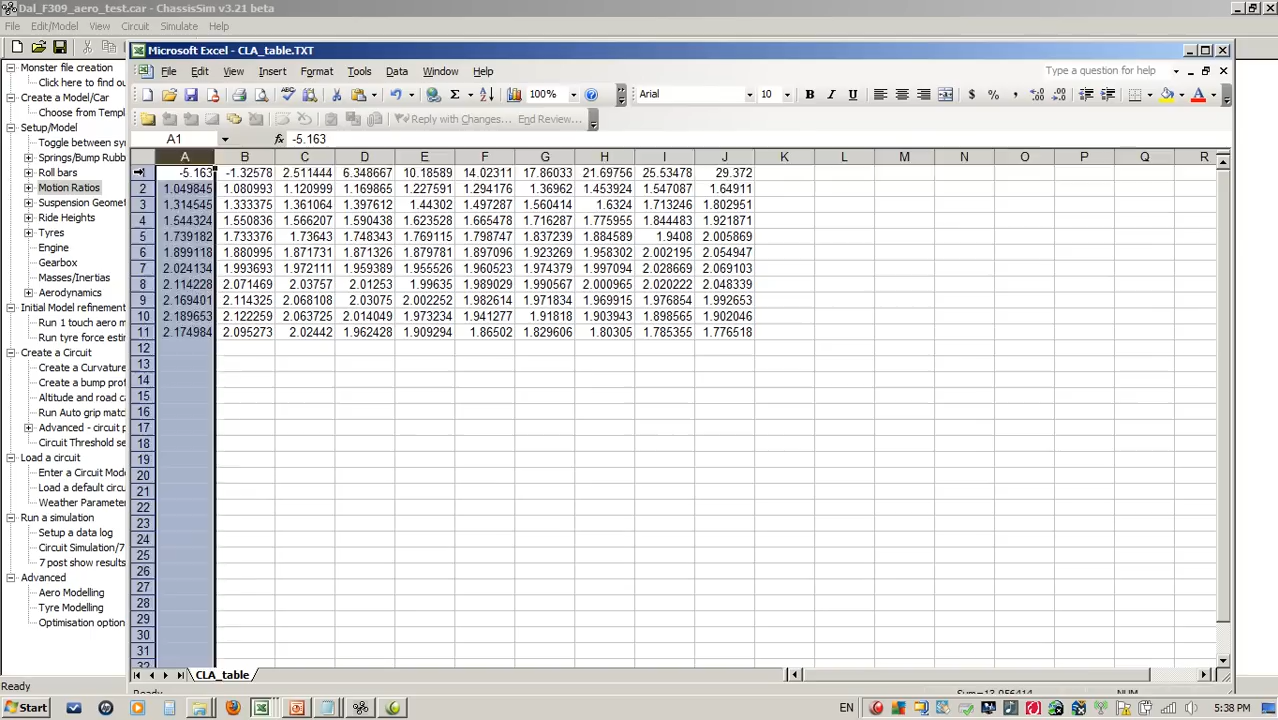 Dal_F309_aero_test.car - ChassisSim v3.21 beta
File Edit/Model View Circuit Simulate Help
Microsoft Excel - CLA_table.TXT
File Edit View Insert Format Tools Data Window Help Type a question for help
100% Arial 10 B I U
Reply with Changes... End Review...
A1 fx -5.163
A B C D E F G H I J K L M N O P Q R
1 -5.163 -1.32578 2.511444 6.348667 10.18589 14.02311 17.86033 21.69756 25.53478 29.372
2 1.049845 1.080993 1.120999 1.169865 1.227591 1.294176 1.36962 1.453924 1.547087 1.64911
3 1.314545 1.333375 1.361064 1.397612 1.44302 1.497287 1.560414 1.6324 1.713246 1.802951
4 1.544324 1.550836 1.566207 1.590438 1.623528 1.665478 1.716287 1.775955 1.844483 1.921871
5 1.739182 1.733376 1.73643 1.748343 1.769115 1.798747 1.837239 1.884589 1.9408 2.005869
6 1.899118 1.880995 1.871731 1.871326 1.879781 1.897096 1.923269 1.958302 2.002195 2.054947
7 2.024134 1.993693 1.972111 1.959389 1.955526 1.960523 1.974379 1.997094 2.028669 2.069103
8 2.114228 2.071469 2.03757 2.01253 1.99635 1.989029 1.990567 2.000965 2.020222 2.048339
9 2.169401 2.114325 2.068108 2.03075 2.002252 1.982614 1.971834 1.969915 1.976854 1.992653
10 2.189653 2.122259 2.063725 2.014049 1.973234 1.941277 1.91818 1.903943 1.898565 1.902046
11 2.174984 2.095273 2.02442 1.962428 1.909294 1.86502 1.829606 1.80305 1.785355 1.776518
12
13
14
15
16
17
18
19
20
21
22
23
24
25
26
27
28
29
30
31
32
CLA_table
Ready Sum=13.056414 NUM
Monster file creation
Click here to find ou
Create a Model/Car
Choose from Templ
Setup/Model
Toggle between syr
Springs/Bump Rubb
Roll bars
Motion Ratios
Suspension Geome
Ride Heights
Tyres
Engine
Gearbox
Masses/Inertias
Aerodynamics
Initial Model refinement
Run 1 touch aero m
Run tyre force estir
Create a Circuit
Create a Curvature
Create a bump prof
Altitude and road ca
Run Auto grip matc
Advanced - circuit p
Circuit Threshold se
Load a circuit
Enter a Circuit Mode
Load a default circu
Weather Parameter
Run a simulation
Setup a data log
Circuit Simulation/7
7 post show results
Advanced
Aero Modelling
Tyre Modelling
Optimisation option
Ready
Start EN 5:38 PM